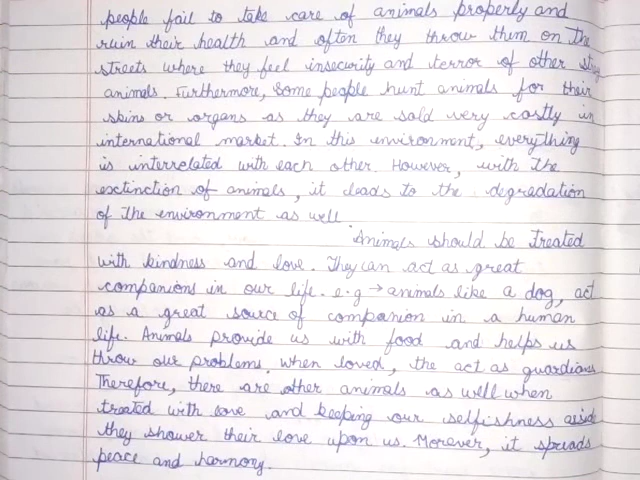 people fail to take care of animals properly and
ruin their health and often they throw them on the
streets where they feel insecurity and terror of other stray
animals. Furthermore, some people hunt animals for their
skins or organs as they are sold very costly in
international market. In this environment, everything
is interrelated with each other. However, with the
extinction of animals, it leads to the degredation
of the environment as well
Animals should be treated
with kindness and love. They can act as great
companions in our life. e.g → animals like a dog, act
as a great source of companion in a human
life. Animals provide us with food and helps us
throw our problems. when loved, the act as guardians
Therefore, there are other animals as well when
treated with love and keeping our selfishness aside
they shower their love upon us. Morever, it spreads
peace and harmony.